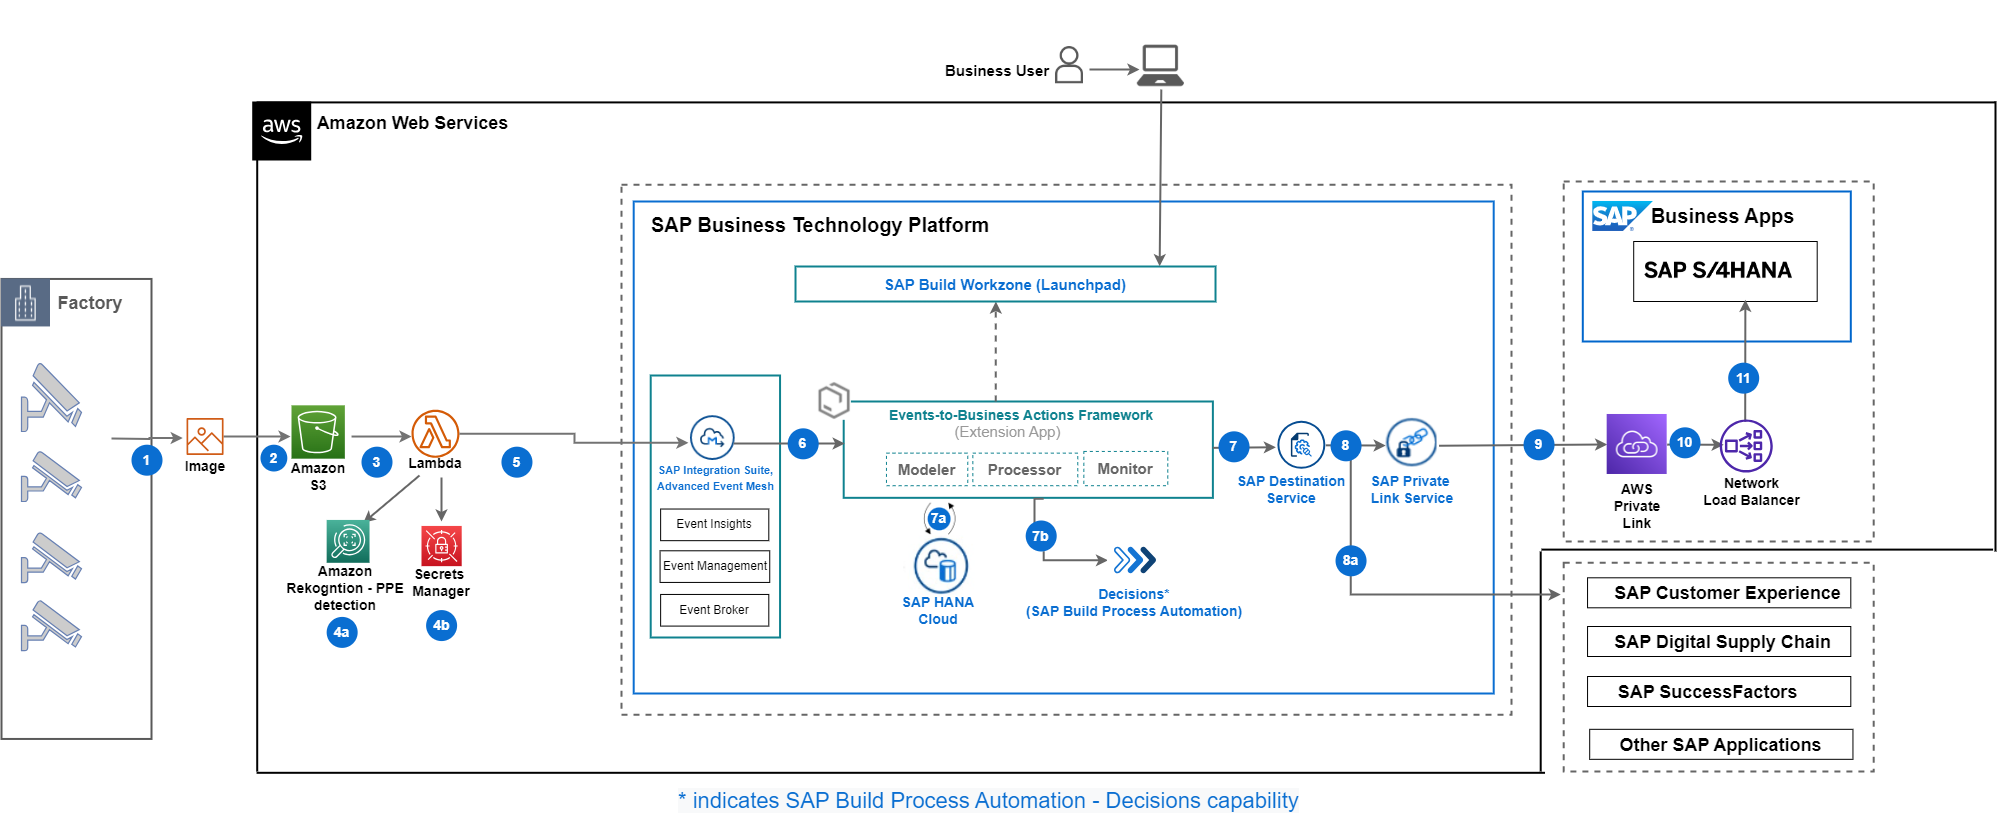 Business User
aws
Amazon Web Services
SAP Business Technology Platform
SAP
Business Apps
SAP S/4HANA
SAP Build Workzone (Launchpad)
Factory
11
Events-to-Business Actions Framework
(Extension App)
Modeler
Processor
Monitor
1
Image
2
Amazon
S3
3
Lambda
5
SAP Integration Suite,
Advanced Event Mesh
6
7
SAP Destination
Service
8
SAP Private
Link Service
9
AWS
Private
Link
10
Network
Load Balancer
Event Insights
Event Management
Event Broker
7a
SAP HANA
Cloud
7b
Decisions*
(SAP Build Process Automation)
8a
Amazon
Rekogntion - PPE
detection
4a
Secrets
Manager
4b
SAP Customer Experience
SAP Digital Supply Chain
SAP SuccessFactors
Other SAP Applications
* indicates SAP Build Process Automation - Decisions capability